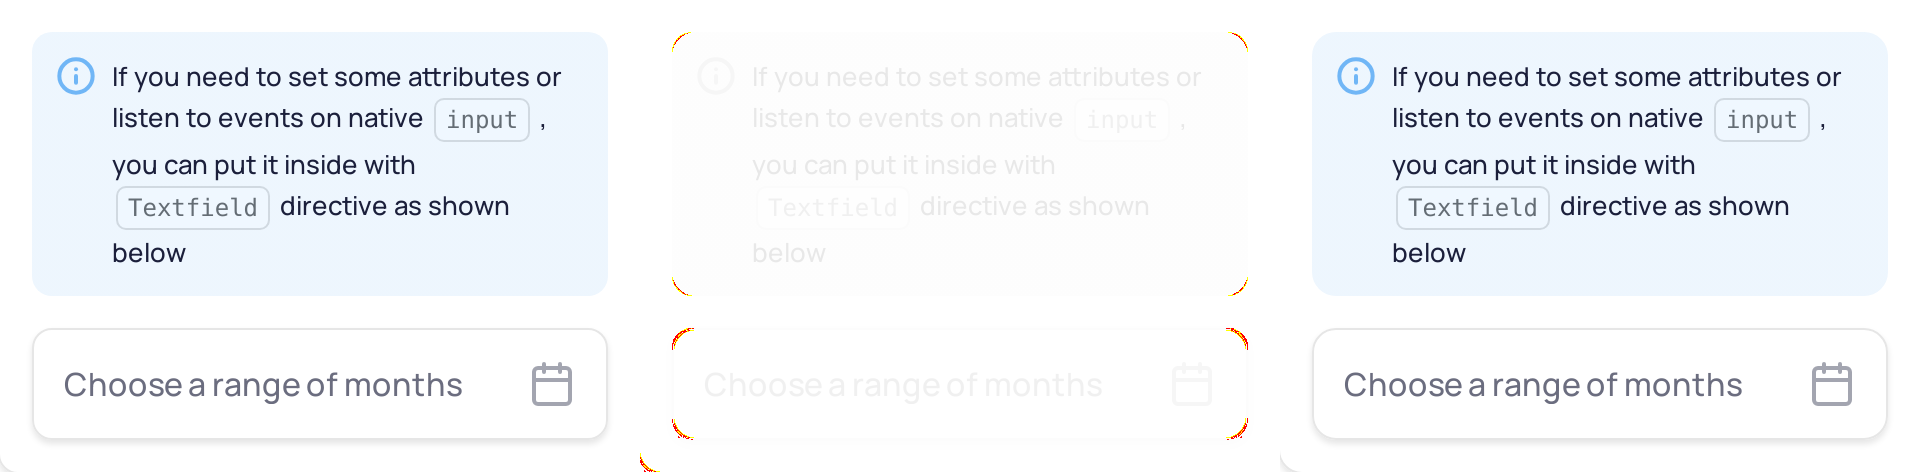 If you need to set some attributes or
listen to events on native input ,
you can put it inside with
Textfield directive as shown
below
Choose a range of months
If you need to set some attributes or
listen to events on native input ,
you can put it inside with
Textfield directive as shown
below
Choose a range of months
If you need to set some attributes or
listen to events on native input ,
you can put it inside with
Textfield directive as shown
below
Choose a range of months